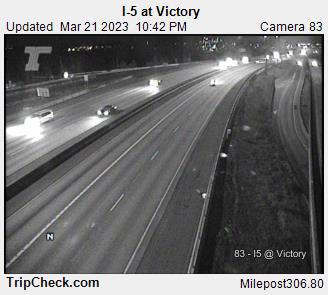 I-5 at Victory
Updated Mar 21 2023 10:42 PM Camera 83
T
N
83 - I5 @ Victory
TripCheck.com Milepost306.80